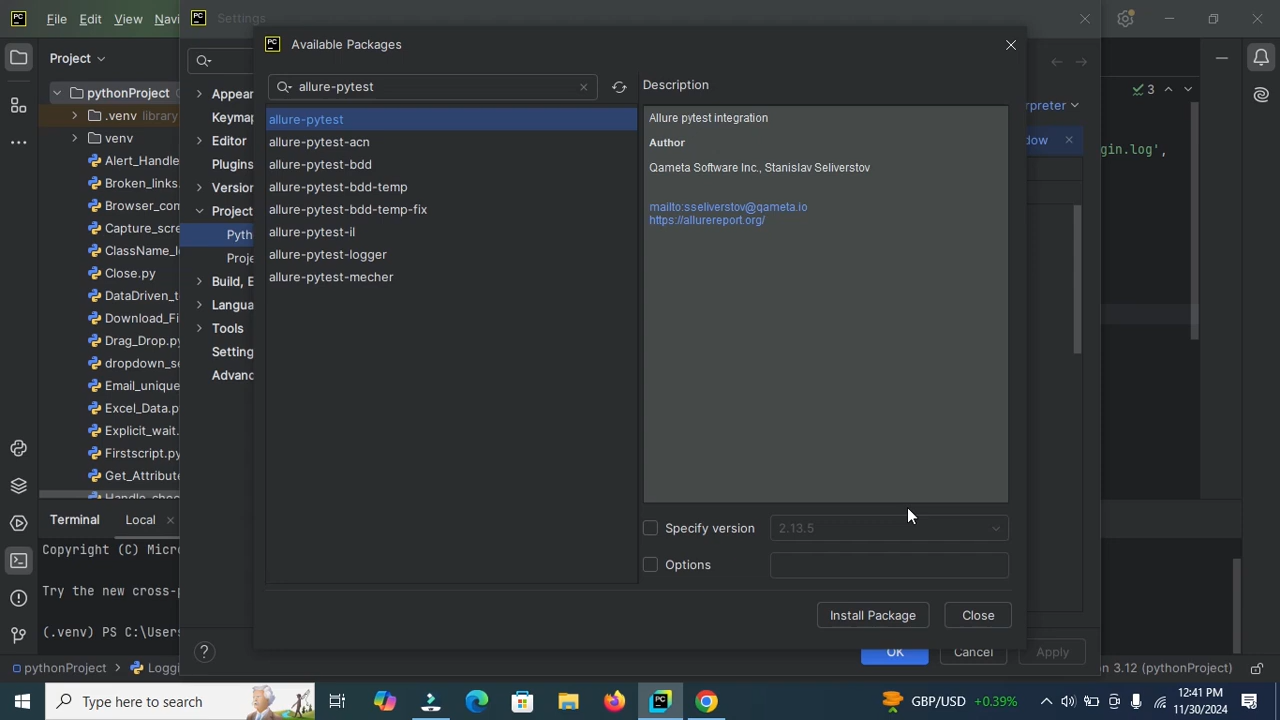 PC File Edit View Navi
PC Settings
PC Available Packages
Project
allure-pytest
Description
pythonProject
.venv library
venv
Alert_Handle
Broken_links.
Browser_com
Capture_scre
ClassName_l
Close.py
DataDriven_t
Download_Fi
Drag_Drop.py
dropdown_se
Email_unique
Excel_Data.p
Explicit_wait.
Firstscript.py
Get_Attribute
Handle_chec
Appear
Keymap
Editor
Plugins
Version
Project
Pyth
Proje
Build, E
Langua
Tools
Setting
Advanc
allure-pytest
allure-pytest-acn
allure-pytest-bdd
allure-pytest-bdd-temp
allure-pytest-bdd-temp-fix
allure-pytest-il
allure-pytest-logger
allure-pytest-mecher
Allure pytest integration
Author
Qameta Software Inc., Stanislav Seliverstov
mailto:sseliverstov@qameta.io
https://allurereport.org/
3
erpreter
dow
gin.log',
Specify version 2.13.5
Options
Install Package Close
OK Cancel Apply
?
Terminal Local
Copyright (C) Micr
Try the new cross-p
(.venv) PS C:\Users
pythonProject > Loggi
n 3.12 (pythonProject)
Type here to search
PC
GBP/USD +0.39%
12:41 PM
11/30/2024